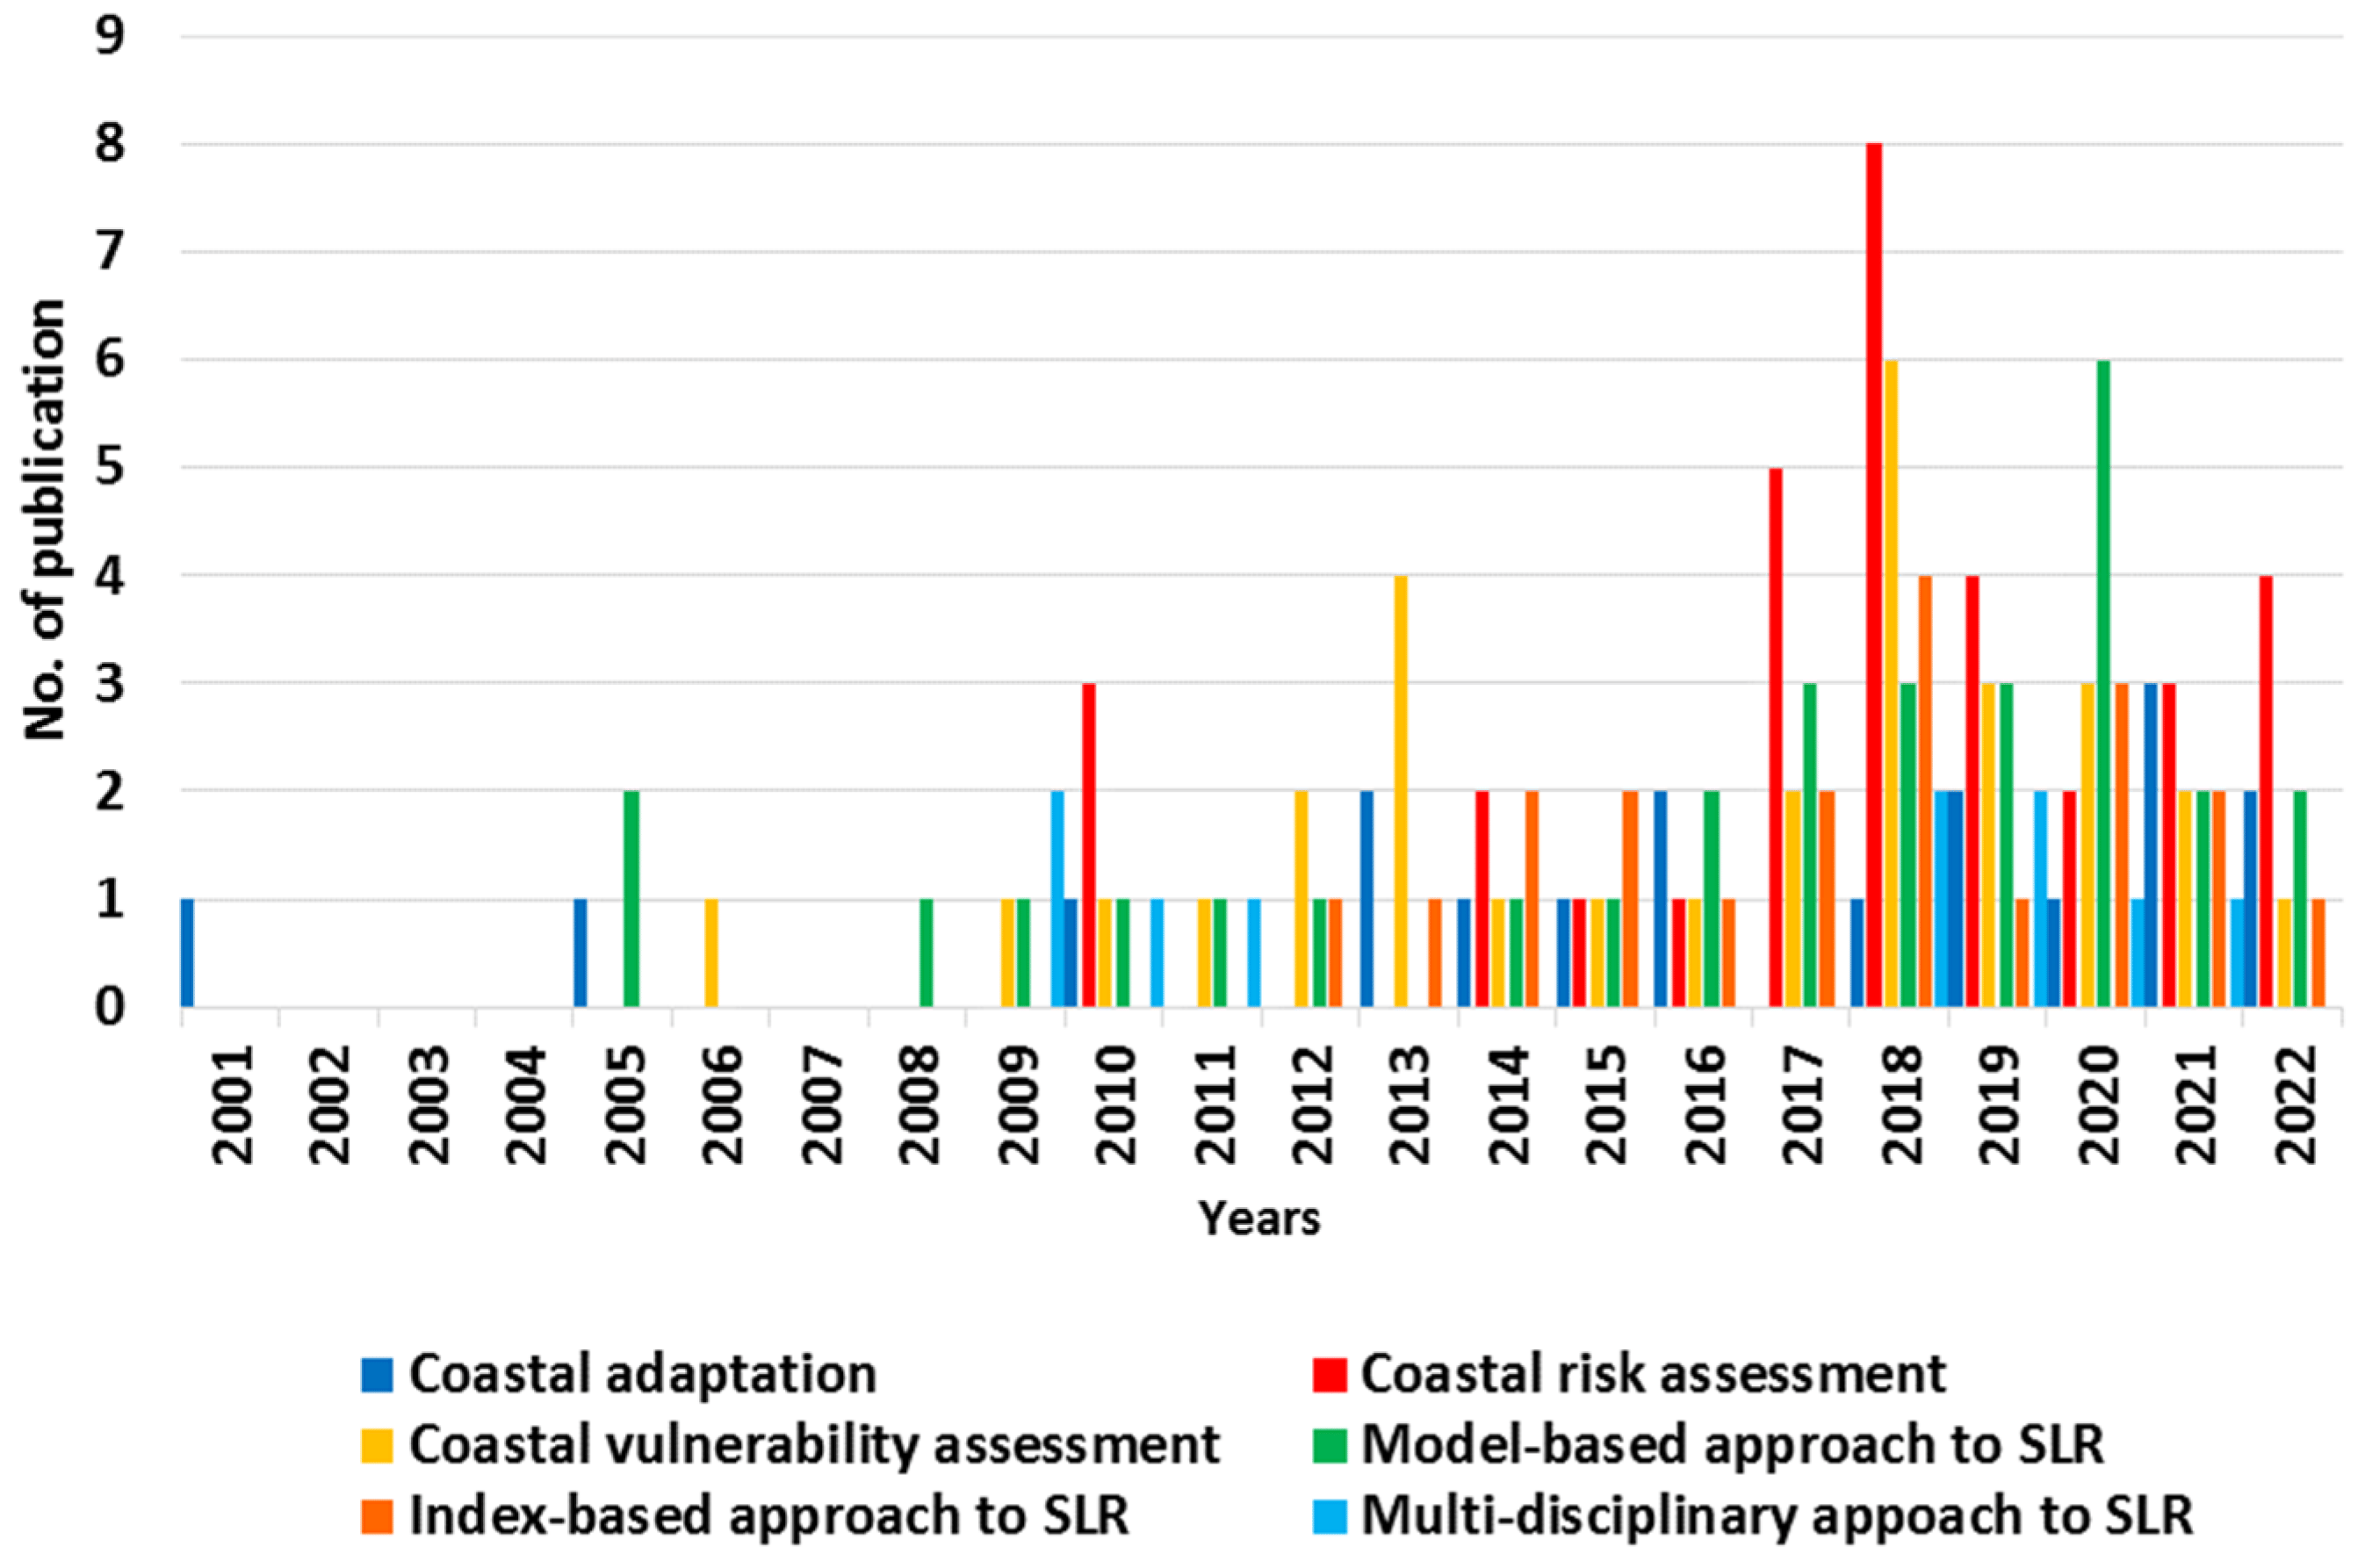 9
8
7
6
5
4
3
2
1
0
No. of publication
2001 2002 2003 2004 2005 2006 2007 2008 2009 2010 2011 2012 2013 2014 2015 2016 2017 2018 2019 2020 2021 2022
Years
Coastal adaptation
Coastal risk assessment
Coastal vulnerability assessment
Model-based approach to SLR
Index-based approach to SLR
Multi-disciplinary appoach to SLR